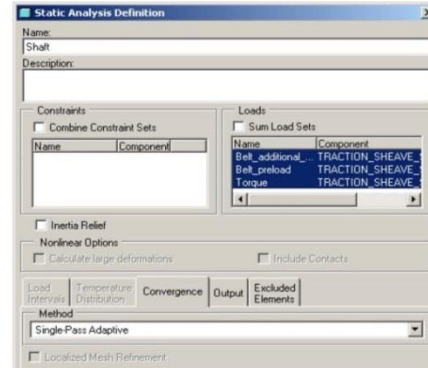 Static Analysis Definition
Name:
Shaft
Description:
Constraints
Combine Constraint Sets
Name Component
Loads
Sum Load Sets
Name Component
Belt_additional_... TRACTION_SHEAVE_
Belt_preload TRACTION_SHEAVE_
Torque TRACTION_SHEAVE_
Inertia Relief
Nonlinear Options
Calculate large deformations Include Contacts
Load Intervals Temperature Distribution Convergence Output Excluded Elements
Method
Single-Pass Adaptive
Localized Mesh Refinement